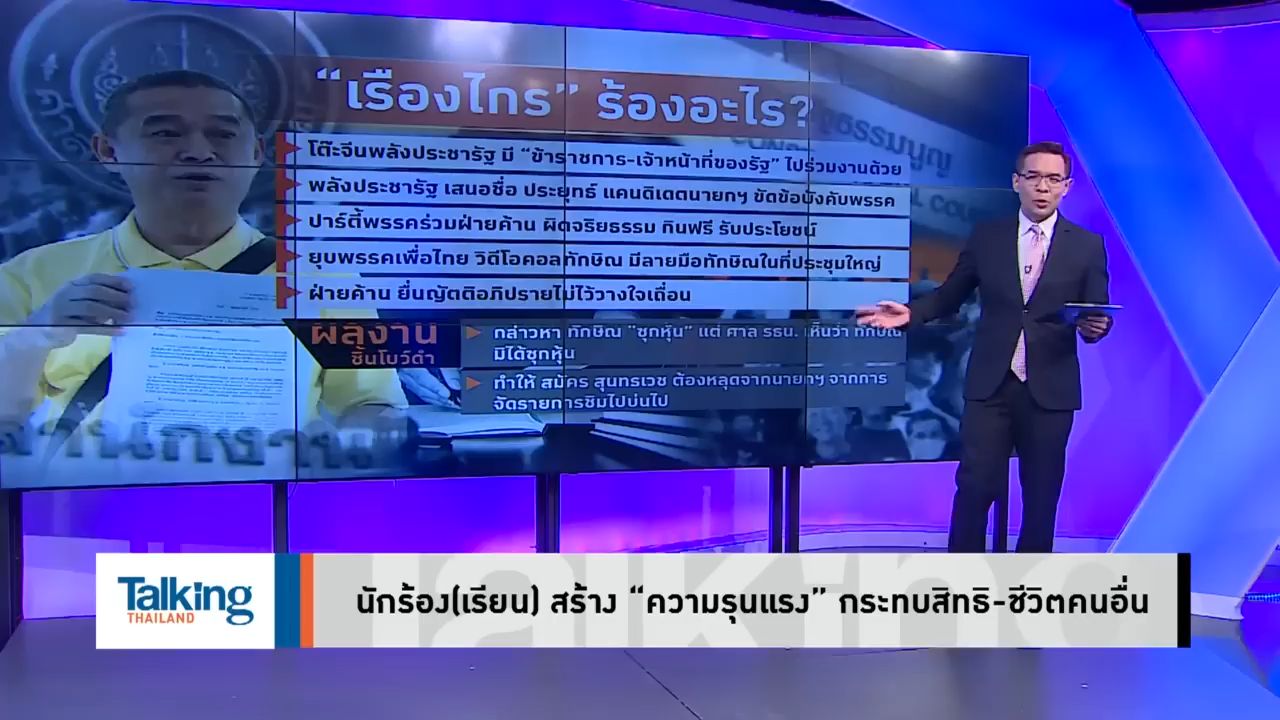 “เรืองไกร” ร้องอะไร?
โต๊ะจีนพลังประชารัฐ มี “ข้าราชการ-เจ้าหน้าที่ของรัฐ” ไปร่วมงานด้วย
พลังประชารัฐ เสนอชื่อ ประยุทธ์ แคนดิเดตนายกฯ ขัดข้อบังคับพรรค
ปาร์ตี้พรรคร่วมฝ่ายค้าน ผิดจริยธรรม กินฟรี รับประโยชน์
ยุบพรรคเพื่อไทย วิดีโอคอลทักษิณ มีลายมือทักษิณในที่ประชุมใหญ่
ฝ่ายค้าน ยื่นญัตติอภิปรายไม่ไว้วางใจเถื่อน
ผลงาน
ชิ้นโบว์ดำ
กล่าวหา ทักษิณ “ซุกหุ้น” แต่ ศาล รธน. เห็นว่า ทักษิณ
มิได้ซุกหุ้น
ทำให้ สมัคร สุนทรเวช ต้องหลุดจากนายกฯ จากการ
จัดรายการชิมไปบ่นไป
สำนักงาน
Talking
THAILAND
นักร้อง(เรียน) สร้าง “ความรุนแรง” กระทบสิทธิ-ชีวิตคนอื่น